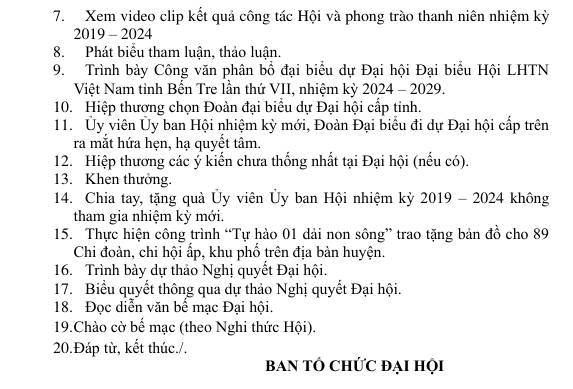 7. Xem video clip kết quả công tác Hội và phong trào thanh niên nhiệm kỳ
2019 – 2024
8. Phát biểu tham luận, thảo luận.
9. Trình bày Công văn phân bổ đại biểu dự Đại hội Đại biểu Hội LHTN
Việt Nam tỉnh Bến Tre lần thứ VII, nhiệm kỳ 2024 – 2029.
10. Hiệp thương chọn Đoàn đại biểu dự Đại hội cấp tỉnh.
11. Ủy viên Ủy ban Hội nhiệm kỳ mới, Đoàn Đại biểu đi dự Đại hội cấp trên
ra mắt hứa hẹn, hạ quyết tâm.
12. Hiệp thương các ý kiến chưa thống nhất tại Đại hội (nếu có).
13. Khen thưởng.
14. Chia tay, tặng quà Ủy viên Ủy ban Hội nhiệm kỳ 2019 – 2024 không
tham gia nhiệm kỳ mới.
15. Thực hiện công trình “Tự hào 01 dải non sông” trao tặng bản đồ cho 89
Chi đoàn, chi hội ấp, khu phố trên địa bàn huyện.
16. Trình bày dự thảo Nghị quyết Đại hội.
17. Biểu quyết thông qua dự thảo Nghị quyết Đại hội.
18. Đọc diễn văn bế mạc Đại hội.
19.Chào cờ bế mạc (theo Nghi thức Hội).
20.Đáp từ, kết thúc./.
BAN TỔ CHỨC ĐẠI HỘI